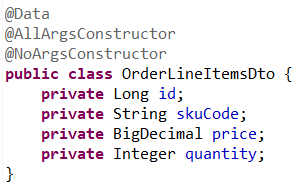 @Data
@AllArgsConstructor
@NoArgsConstructor
public class OrderLineItemsDto {
    private Long id;
    private String skuCode;
    private BigDecimal price;
    private Integer quantity;
}